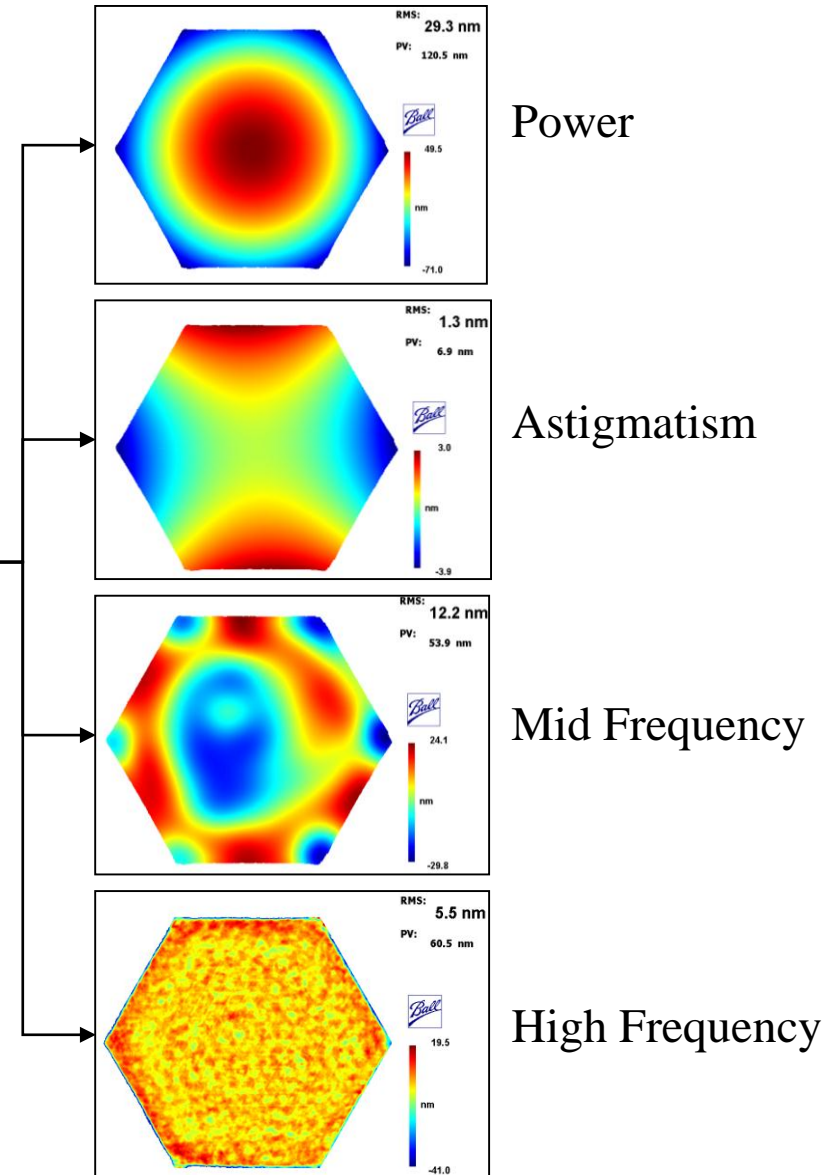 RMS:
29.3 nm
PV:
120.5 nm
Ball
49.5
nm
-71.0
Power
RMS:
1.3 nm
PV:
6.9 nm
Ball
3.0
nm
-3.9
Astigmatism
RMS:
12.2 nm
PV:
53.9 nm
Ball
24.1
nm
-29.8
Mid Frequency
RMS:
5.5 nm
PV:
60.5 nm
Ball
19.5
nm
-41.0
High Frequency